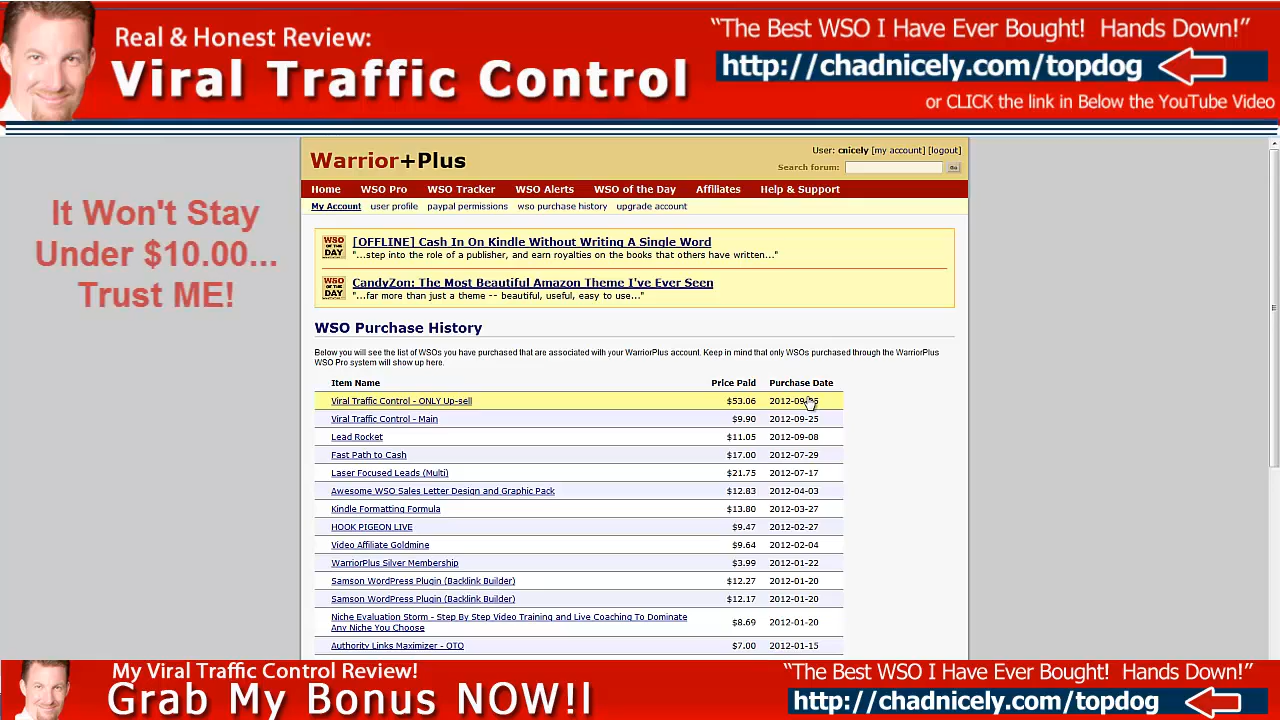 Real & Honest Review:
Viral Traffic Control
“The Best WSO I Have Ever Bought!  Hands Down!”
http://chadnicely.com/topdog
or CLICK the link in Below the YouTube Video
It Won't Stay
Under $10.00...
Trust ME!
Warrior+Plus
User: cnicely [my account] [logout]
Search forum:
Go
Home WSO Pro WSO Tracker WSO Alerts WSO of the Day Affiliates Help & Support
My Account user profile paypal permissions wso purchase history upgrade account
WSO OF THE DAY
[OFFLINE] Cash In On Kindle Without Writing A Single Word
"...step into the role of a publisher, and earn royalties on the books that others have written..."
WSO OF THE DAY
CandyZon: The Most Beautiful Amazon Theme I've Ever Seen
"...far more than just a theme -- beautiful, useful, easy to use..."
WSO Purchase History
Below you will see the list of WSOs you have purchased that are associated with your WarriorPlus account. Keep in mind that only WSOs purchased through the WarriorPlus
WSO Pro system will show up here.
Item Name Price Paid Purchase Date
Viral Traffic Control - ONLY Up-sell $53.06
Viral Traffic Control - Main $9.90 2012-09-25
Lead Rocket $11.05 2012-09-08
Fast Path to Cash $17.00 2012-07-29
Laser Focused Leads (Multi) $21.75 2012-07-17
Awesome WSO Sales Letter Design and Graphic Pack $12.83 2012-04-03
Kindle Formatting Formula $13.80 2012-03-27
HOOK PIGEON LIVE $9.47 2012-02-27
Video Affiliate Goldmine $9.64 2012-02-04
WarriorPlus Silver Membership $3.99 2012-01-22
Samson WordPress Plugin (Backlink Builder) $12.27 2012-01-20
Samson WordPress Plugin (Backlink Builder) $12.17 2012-01-20
Niche Evaluation Storm - Step By Step Video Training and Live Coaching To Dominate
Any Niche You Choose $8.69 2012-01-20
Authority Links Maximizer - OTO $7.00 2012-01-15
My Viral Traffic Control Review!
Grab My Bonus NOW!I
“The Best WSO I Have Ever Bought!  Hands Down!”
http://chadnicely.com/topdog